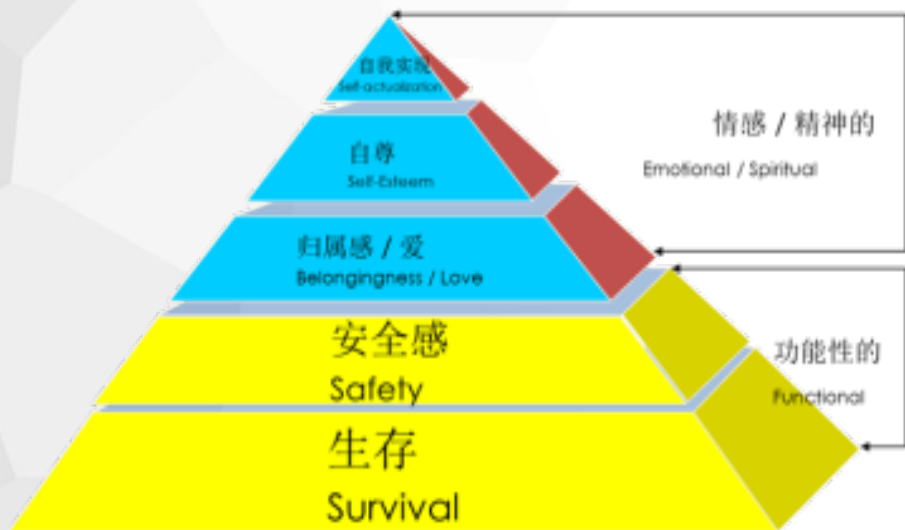 自我实现
Self-actualization
自尊
Self-Esteem
归属感 / 爱
Belongingness / Love
安全感
Safety
生存
Survival
情感 / 精神的
Emotional / Spiritual
功能性的
Functional